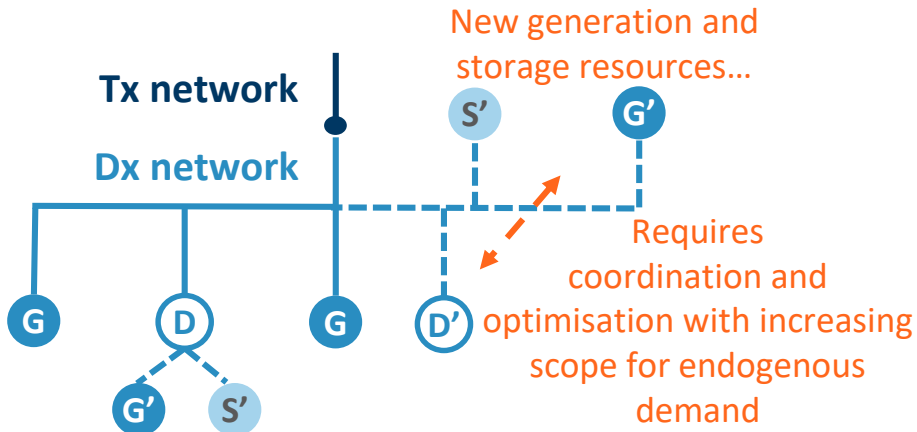 New generation and
storage resources…
Tx network
S’
G’
Dx network
Requires
coordination and
optimisation with increasing
scope for endogenous
demand
G
D
G
D’
G’
S’